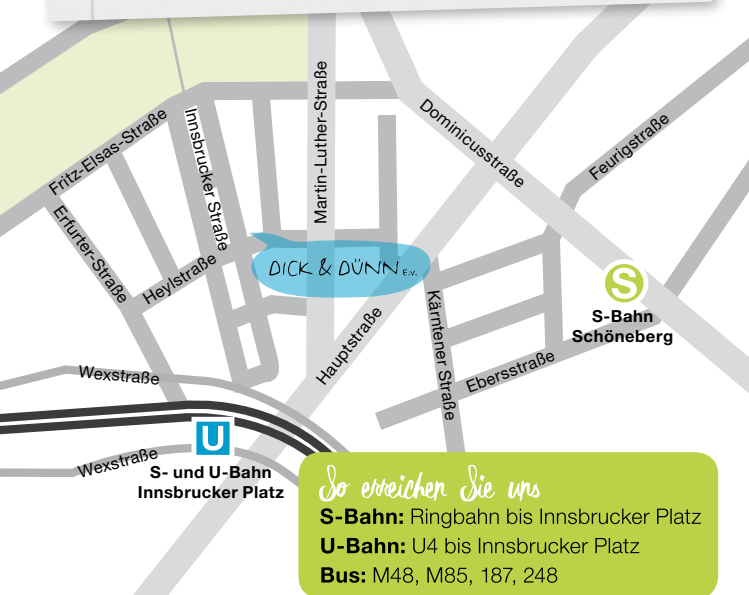 Martin-Luther-Straße
Dominicusstraße
Feurigstraße
Fritz-Elsas-Straße
Innsbrucker Straße
Erfurter-Straße
Heylstraße
DICK & DÜNN E.V.
S
S-Bahn
Schöneberg
Kärntener Straße
Hauptstraße
Ebersstraße
Wexstraße
U
Wexstraße
S- und U-Bahn
Innsbrucker Platz
So erreichen Sie uns
S-Bahn: Ringbahn bis Innsbrucker Platz
U-Bahn: U4 bis Innsbrucker Platz
Bus: M48, M85, 187, 248